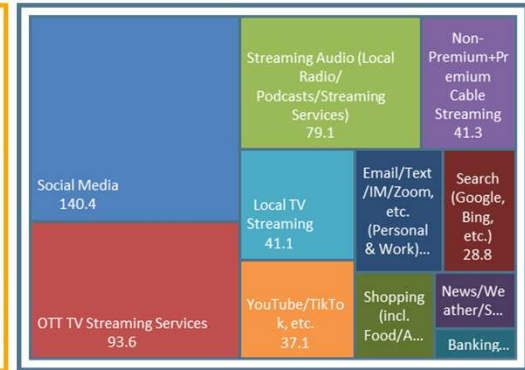 Social Media
140.4
OTT TV Streaming Services
93.6
Streaming Audio (Local
Radio/
Podcasts/Streaming
Services)
79.1
Non-
Premium+Pr
emium
Cable
Streaming
41.3
Local TV
Streaming
41.1
YouTube/TikTo
k, etc.
37.1
Email/Text
/IM/Zoom,
etc.
(Personal
& Work)...
Search
(Google,
Bing,
etc.)
28.8
Shopping
(incl.
Food/A...
News/We
ather/S...
Banking...